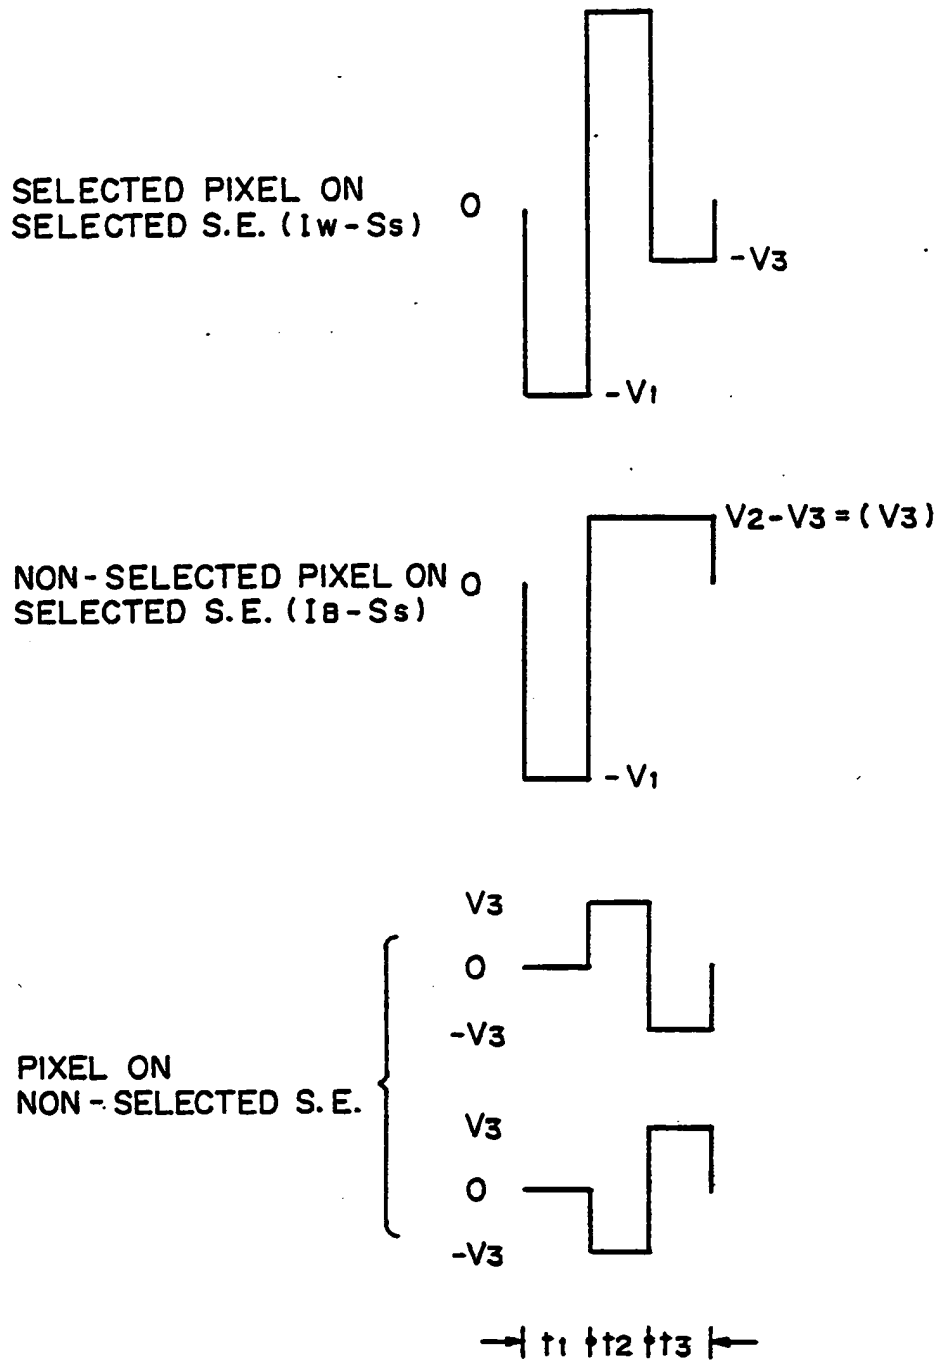 SELECTED PIXEL ON
SELECTED S.E. (Iw-Ss)
0
-V3
-V1
V2-V3=(V3)
NON-SELECTED PIXEL ON
SELECTED S.E. (IB-Ss)
0
-V1
V3
0
-V3
PIXEL ON
NON-SELECTED S.E.
V3
0
-V3
t1 t2 t3